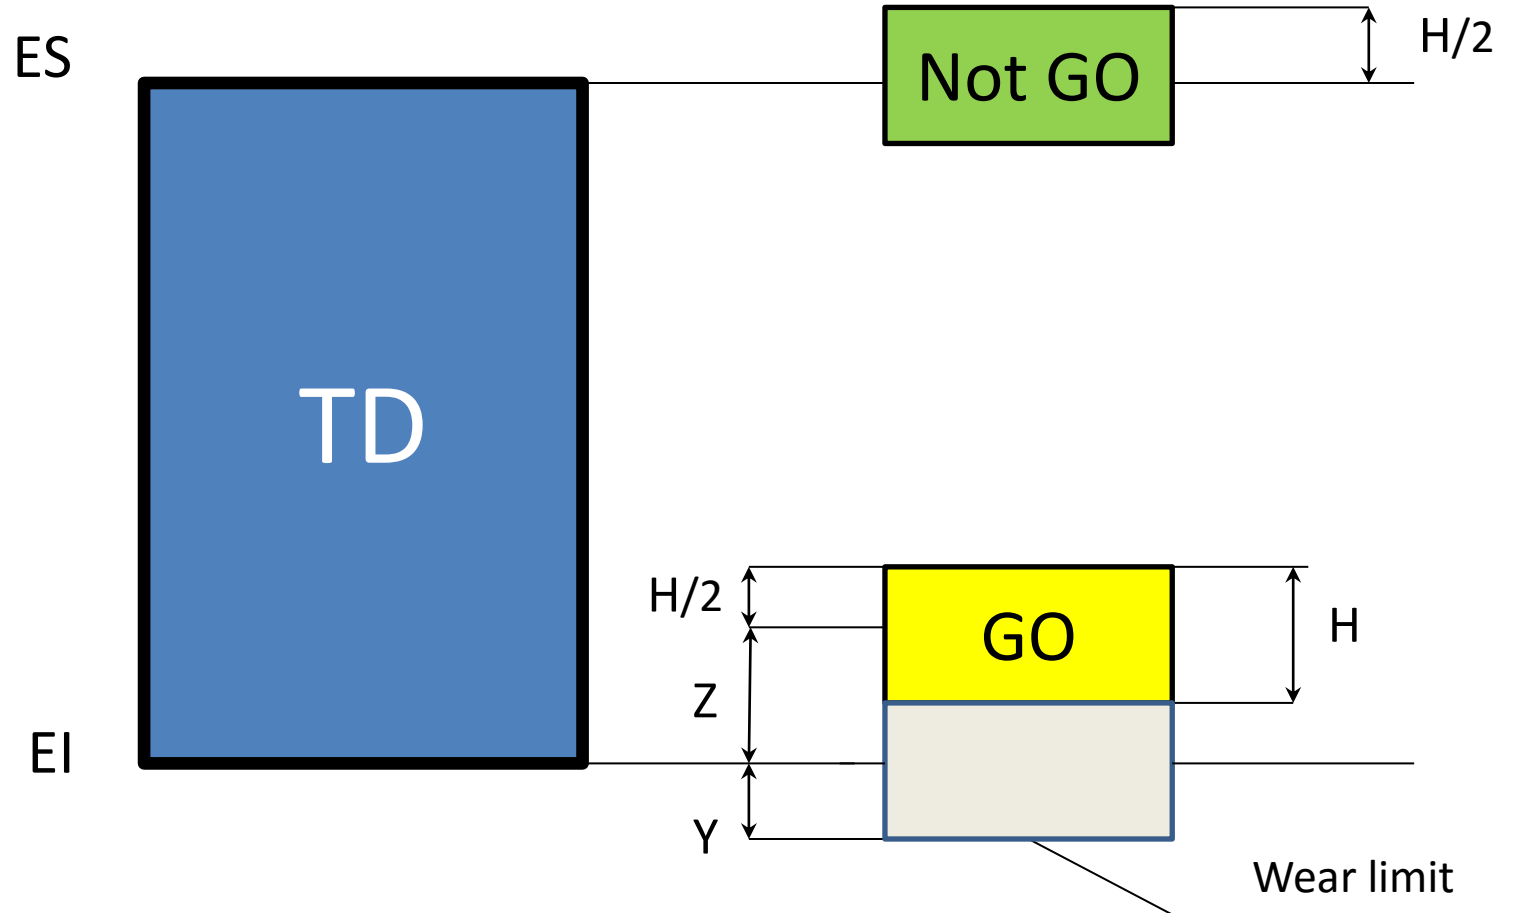 ES
Not GO
H/2
TD
H/2
GO
H
Z
EI
Y
Wear limit